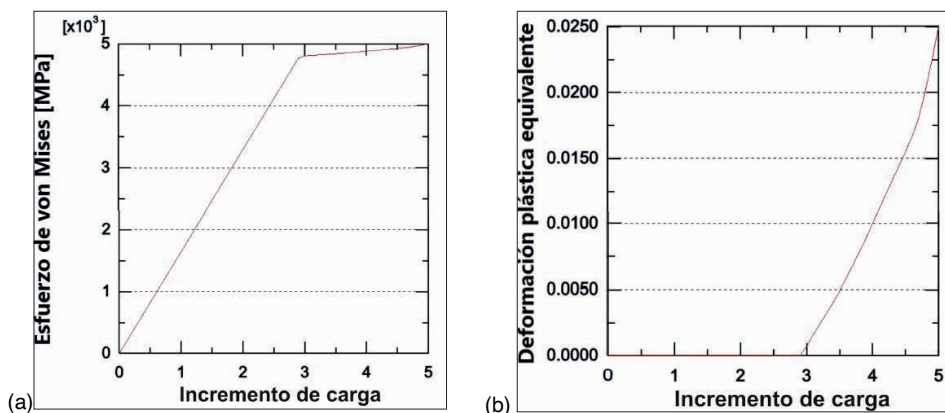 [x10³]
5
4
3
2
1
0
Esfuerzo de von Mises [MPa]
0 1 2 3 4 5
Incremento de carga
(a)
0.0250
0.0200
0.0150
0.0100
0.0050
0.0000
Deformación plástica equivalente
0 1 2 3 4 5
Incremento de carga
(b)